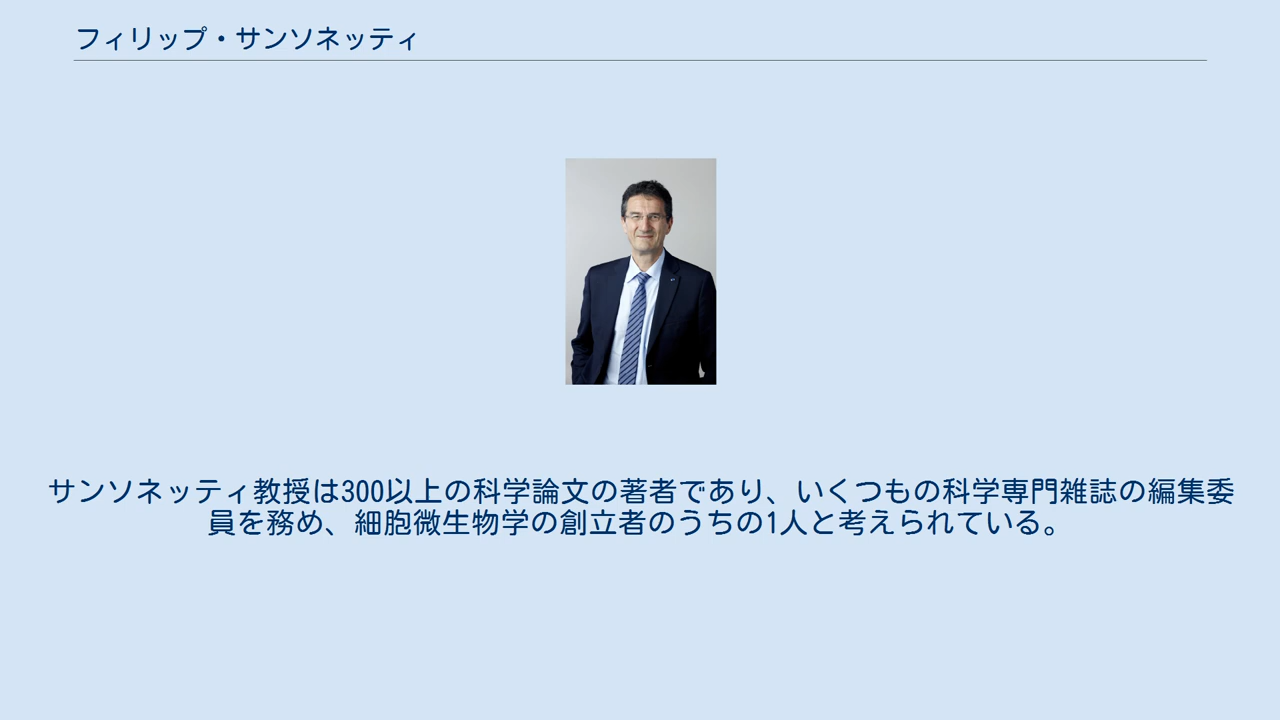 フィリップ・サンソネッティ
サンソネッティ教授は300以上の科学論文の著者であり、いくつもの科学専門雑誌の編集委
員を務め、細胞微生物学の創立者のうちの1人と考えられている。